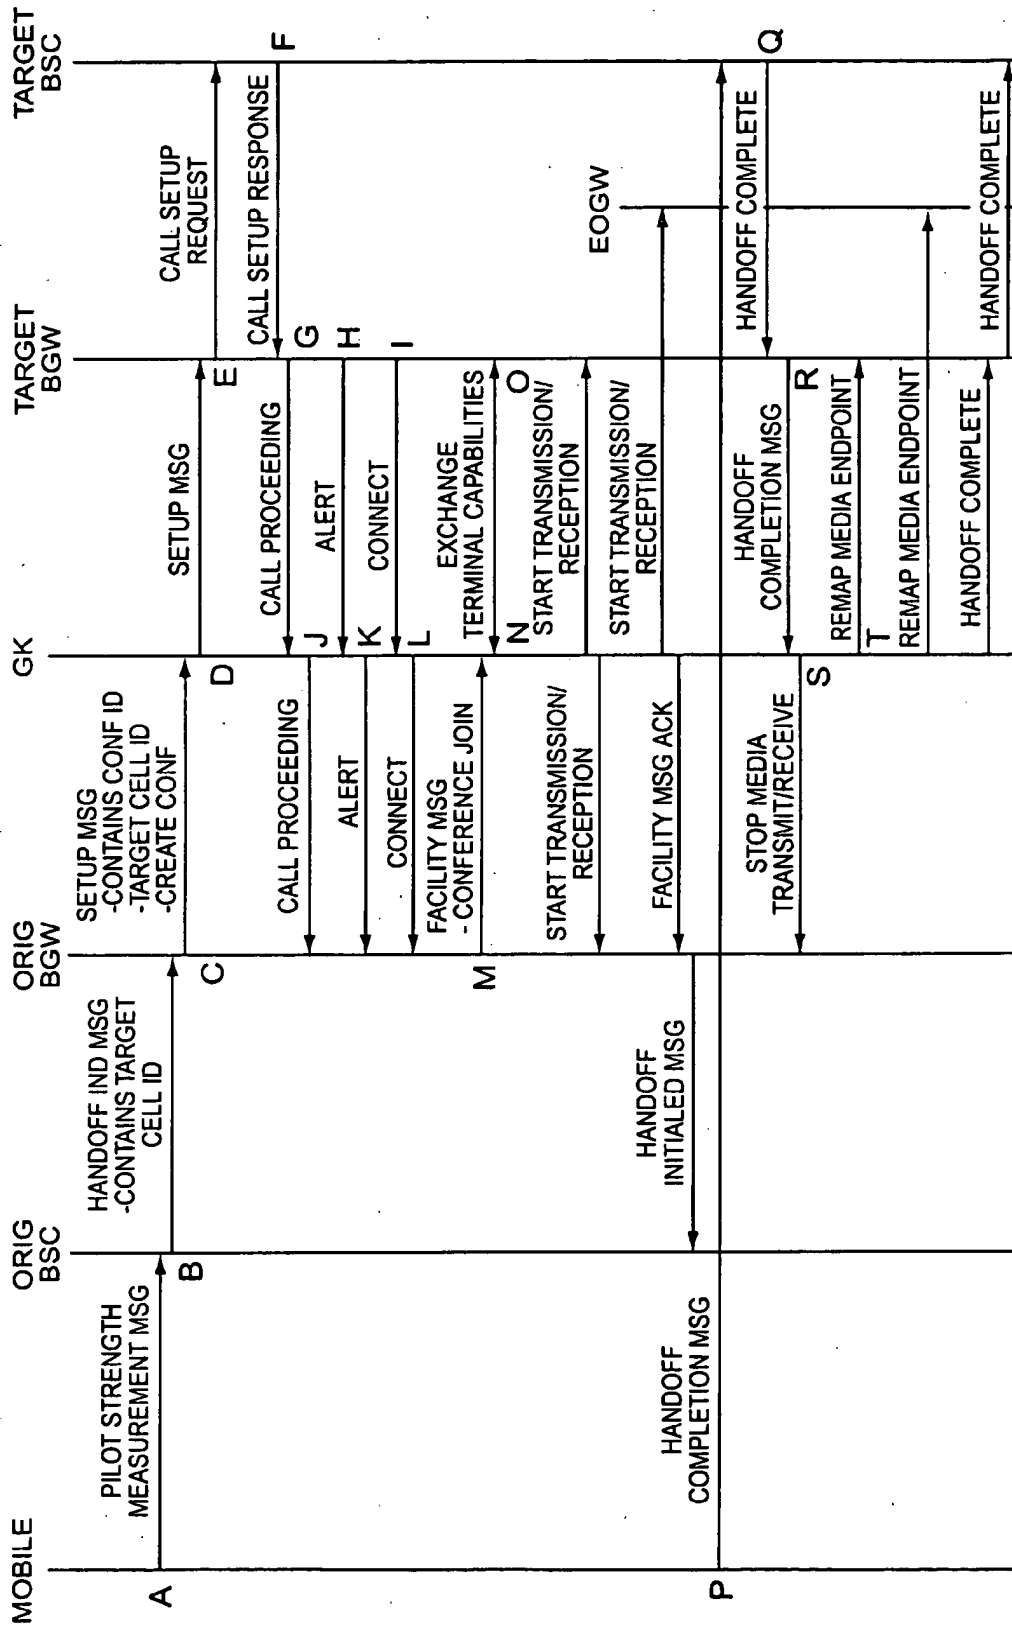 MOBILE
ORIG
BSC
ORIG
BGW
GK
TARGET
BGW
TARGET
BSC
A
PILOT STRENGTH
MEASUREMENT MSG
B
HANDOFF IND MSG
-CONTAINS TARGET
CELL ID
C
SETUP MSG
-CONTAINS CONF ID
-TARGET CELL ID
-CREATE CONF
D
SETUP MSG
E
CALL SETUP
REQUEST
F
CALL SETUP RESPONSE
G
CALL PROCEEDING
H
ALERT
I
CONNECT
J
CALL PROCEEDING
K
ALERT
L
CONNECT
M
FACILITY MSG
- CONFERENCE JOIN
N
EXCHANGE
TERMINAL CAPABILITIES
O
START TRANSMISSION/
RECEPTION
START TRANSMISSION/
RECEPTION
START TRANSMISSION/
RECEPTION
EOGW
FACILITY MSG ACK
HANDOFF
INITIALED MSG
P
HANDOFF
COMPLETION MSG
Q
HANDOFF COMPLETE
R
HANDOFF
COMPLETION MSG
S
STOP MEDIA
TRANSMIT/RECEIVE
T
REMAP MEDIA ENDPOINT
REMAP MEDIA ENDPOINT
HANDOFF COMPLETE
HANDOFF COMPLETE